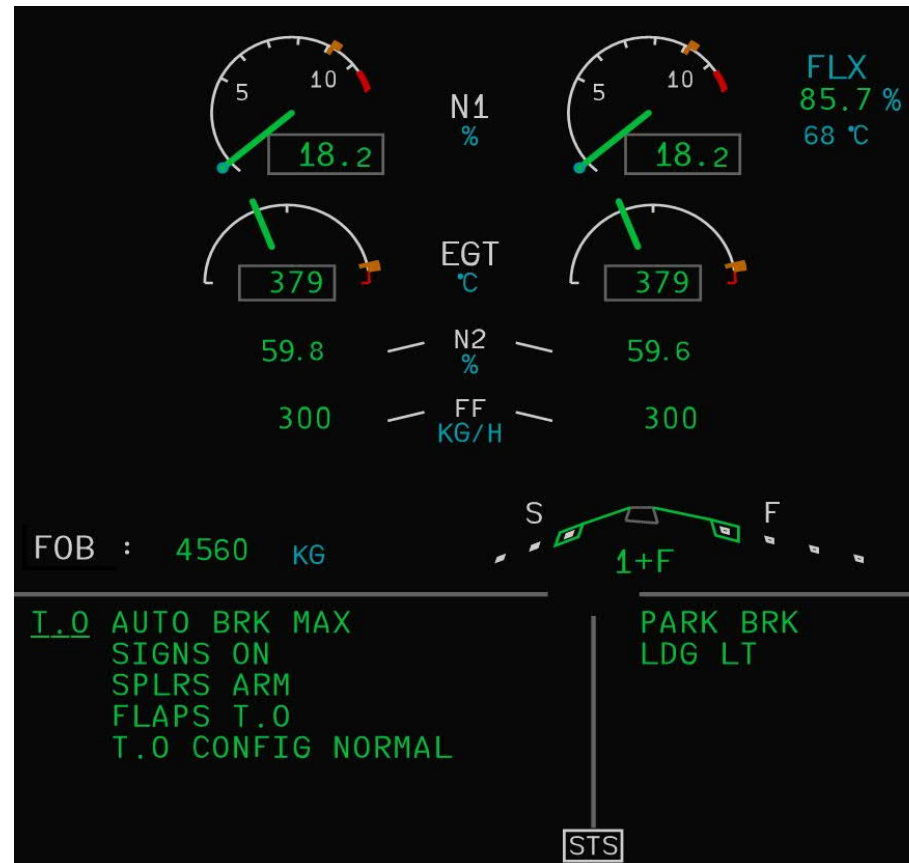 5 10 N1 5 10 FLX
% 85.7 %
18.2 18.2 68 °C
EGT
379 °C 379
59.8 N2 59.6
%
300 FF 300
KG/H
S F
FOB : 4560 KG 1+F
T.O AUTO BRK MAX PARK BRK
SIGNS ON LDG LT
SPLRS ARM
FLAPS T.O
T.O CONFIG NORMAL
STS